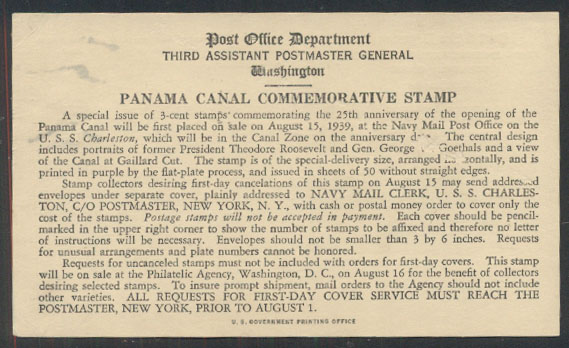 Post Office Department
THIRD ASSISTANT POSTMASTER GENERAL
Washington
PANAMA CANAL COMMEMORATIVE STAMP
A special issue of 3-cent stamps commemorating the 25th anniversary of the opening of the
Panama Canal will be first placed on sale on August 15, 1939, at the Navy Mail Post Office on the
U. S. S. Charleston, which will be in the Canal Zone on the anniversary The central design
includes portraits of former President Theodore Roosevelt and Gen. George Goethals and a view
of the Canal at Gaillard Cut. The stamp is of the special-delivery size, arranged and is
printed in purple by the flat-plate process, and issued in sheets of 50 without straight edges.
Stamp collectors desiring first-day cancelations of this stamp on August 15 may send
envelopes under separate cover, plainly addressed to NAVY MAIL CLERK, U. S. S. CHARLES-
TON, C/O POSTMASTER, NEW YORK, N. Y., with cash or postal money order to cover only the
cost of the stamps. Postage stamps will not be accepted in payment. Each cover should be pencil-
marked in the upper right corner to show the number of stamps to be affixed and therefore no letter
of instructions will be necessary. Envelopes should not be smaller than 3 by 6 inches. Requests
for unusual arrangements and plate numbers cannot be honored.
Requests for uncanceled stamps must not be included with orders for first-day covers. This stamp
will be on sale at the Philatelic Agency, Washington, D. C., on August 16 for the benefit of collectors
desiring selected stamps. To insure prompt shipment, mail orders to the Agency should not include
other varieties. ALL REQUESTS FOR FIRST-DAY COVER SERVICE MUST REACH THE
POSTMASTER, NEW YORK, PRIOR TO AUGUST 1.
U. S. GOVERNMENT PRINTING OFFICE